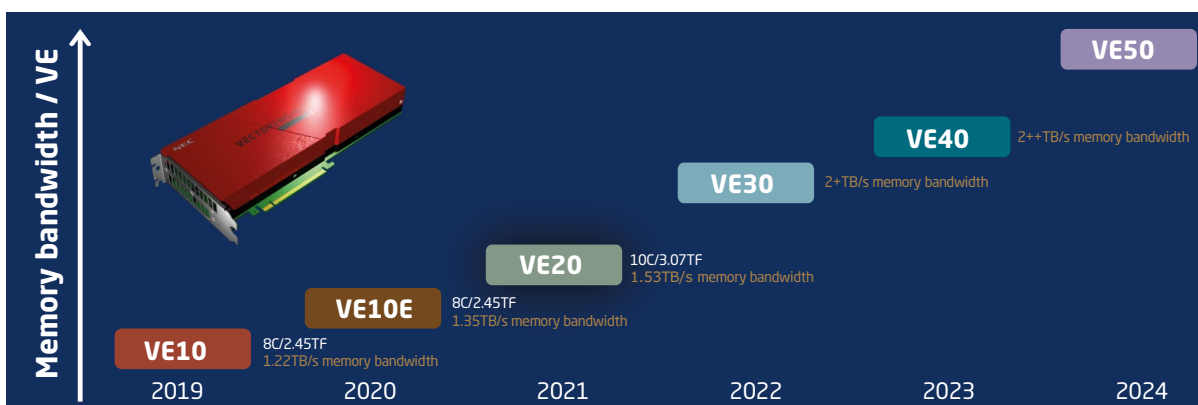 Memory bandwidth / VE
NEC
VE50
VE40
2++TB/s memory bandwidth
VE30
2+TB/s memory bandwidth
VE20
10C/3.07TF
1.53TB/s memory bandwidth
VE10E
8C/2.45TF
1.35TB/s memory bandwidth
VE10
8C/2.45TF
1.22TB/s memory bandwidth
2019
2020
2021
2022
2023
2024